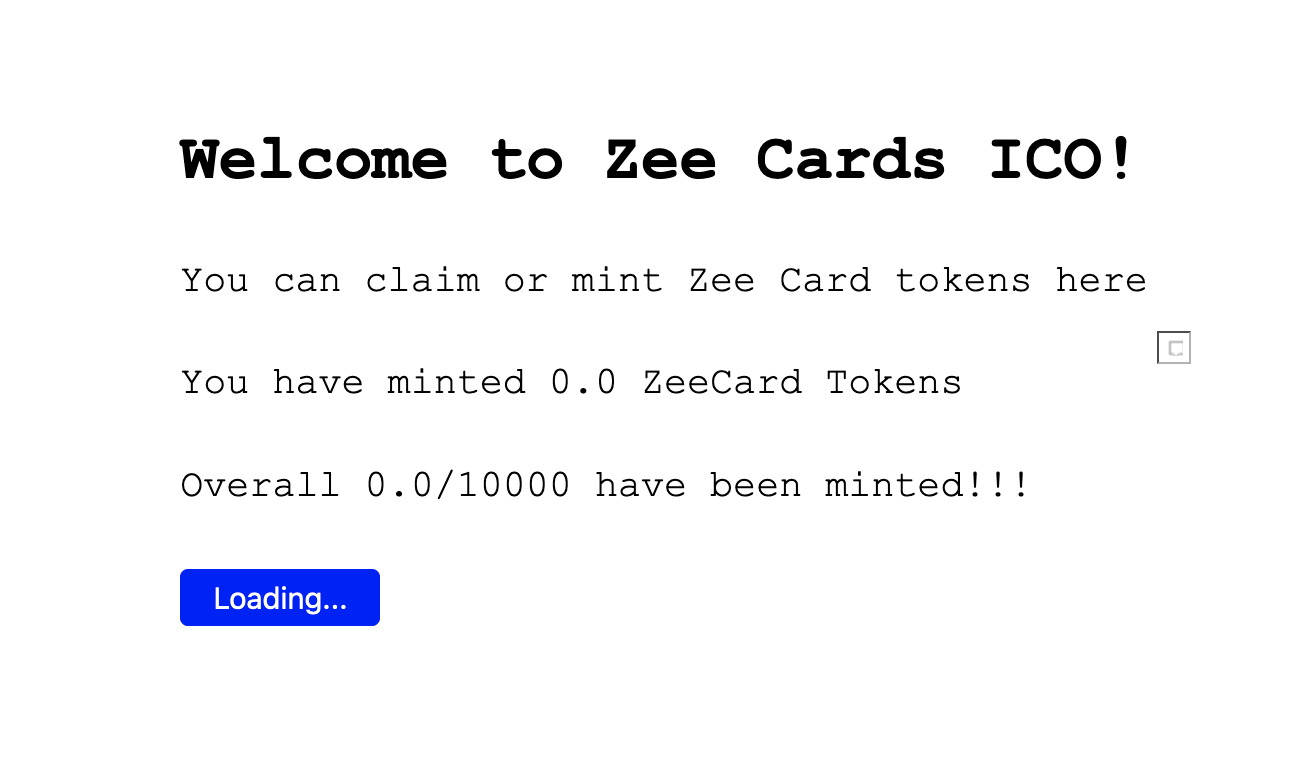 Welcome to Zee Cards ICO!
You can claim or mint Zee Card tokens here
You have minted 0.0 ZeeCard Tokens
Overall 0.0/10000 have been minted!!!
Loading...